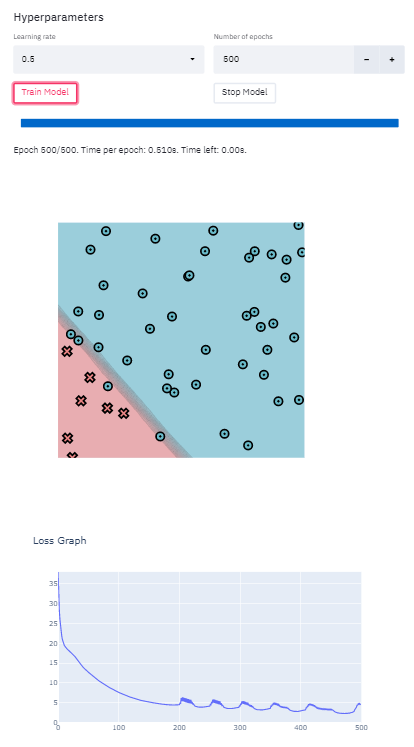 Hyperparameters
Learning rate
Number of epochs
0.5
500
−
+
Train Model
Stop Model
Epoch 500/500. Time per epoch: 0.510s. Time left: 0.00s.
Loss Graph
35
30
25
20
15
10
5
0
0 100 200 300 400 500